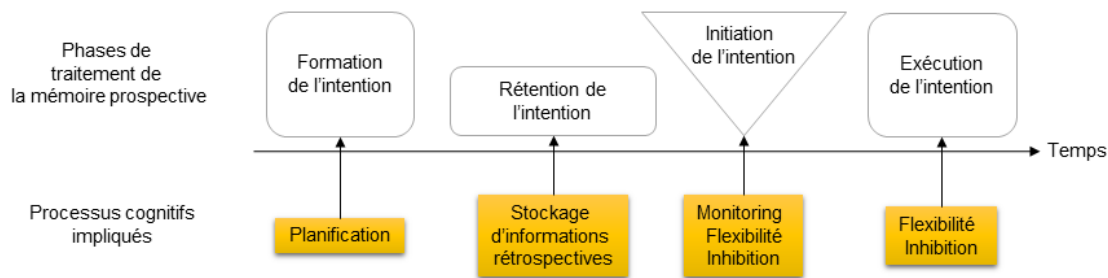 Phases de
traitement de
la mémoire prospective
Formation
de l'intention
Rétention de
l'intention
Initiation
de l'intention
Exécution
de l'intention
Temps
Processus cognitifs
impliqués
Planification
Stockage
d'informations
rétrospectives
Monitoring
Flexibilité
Inhibition
Flexibilité
Inhibition